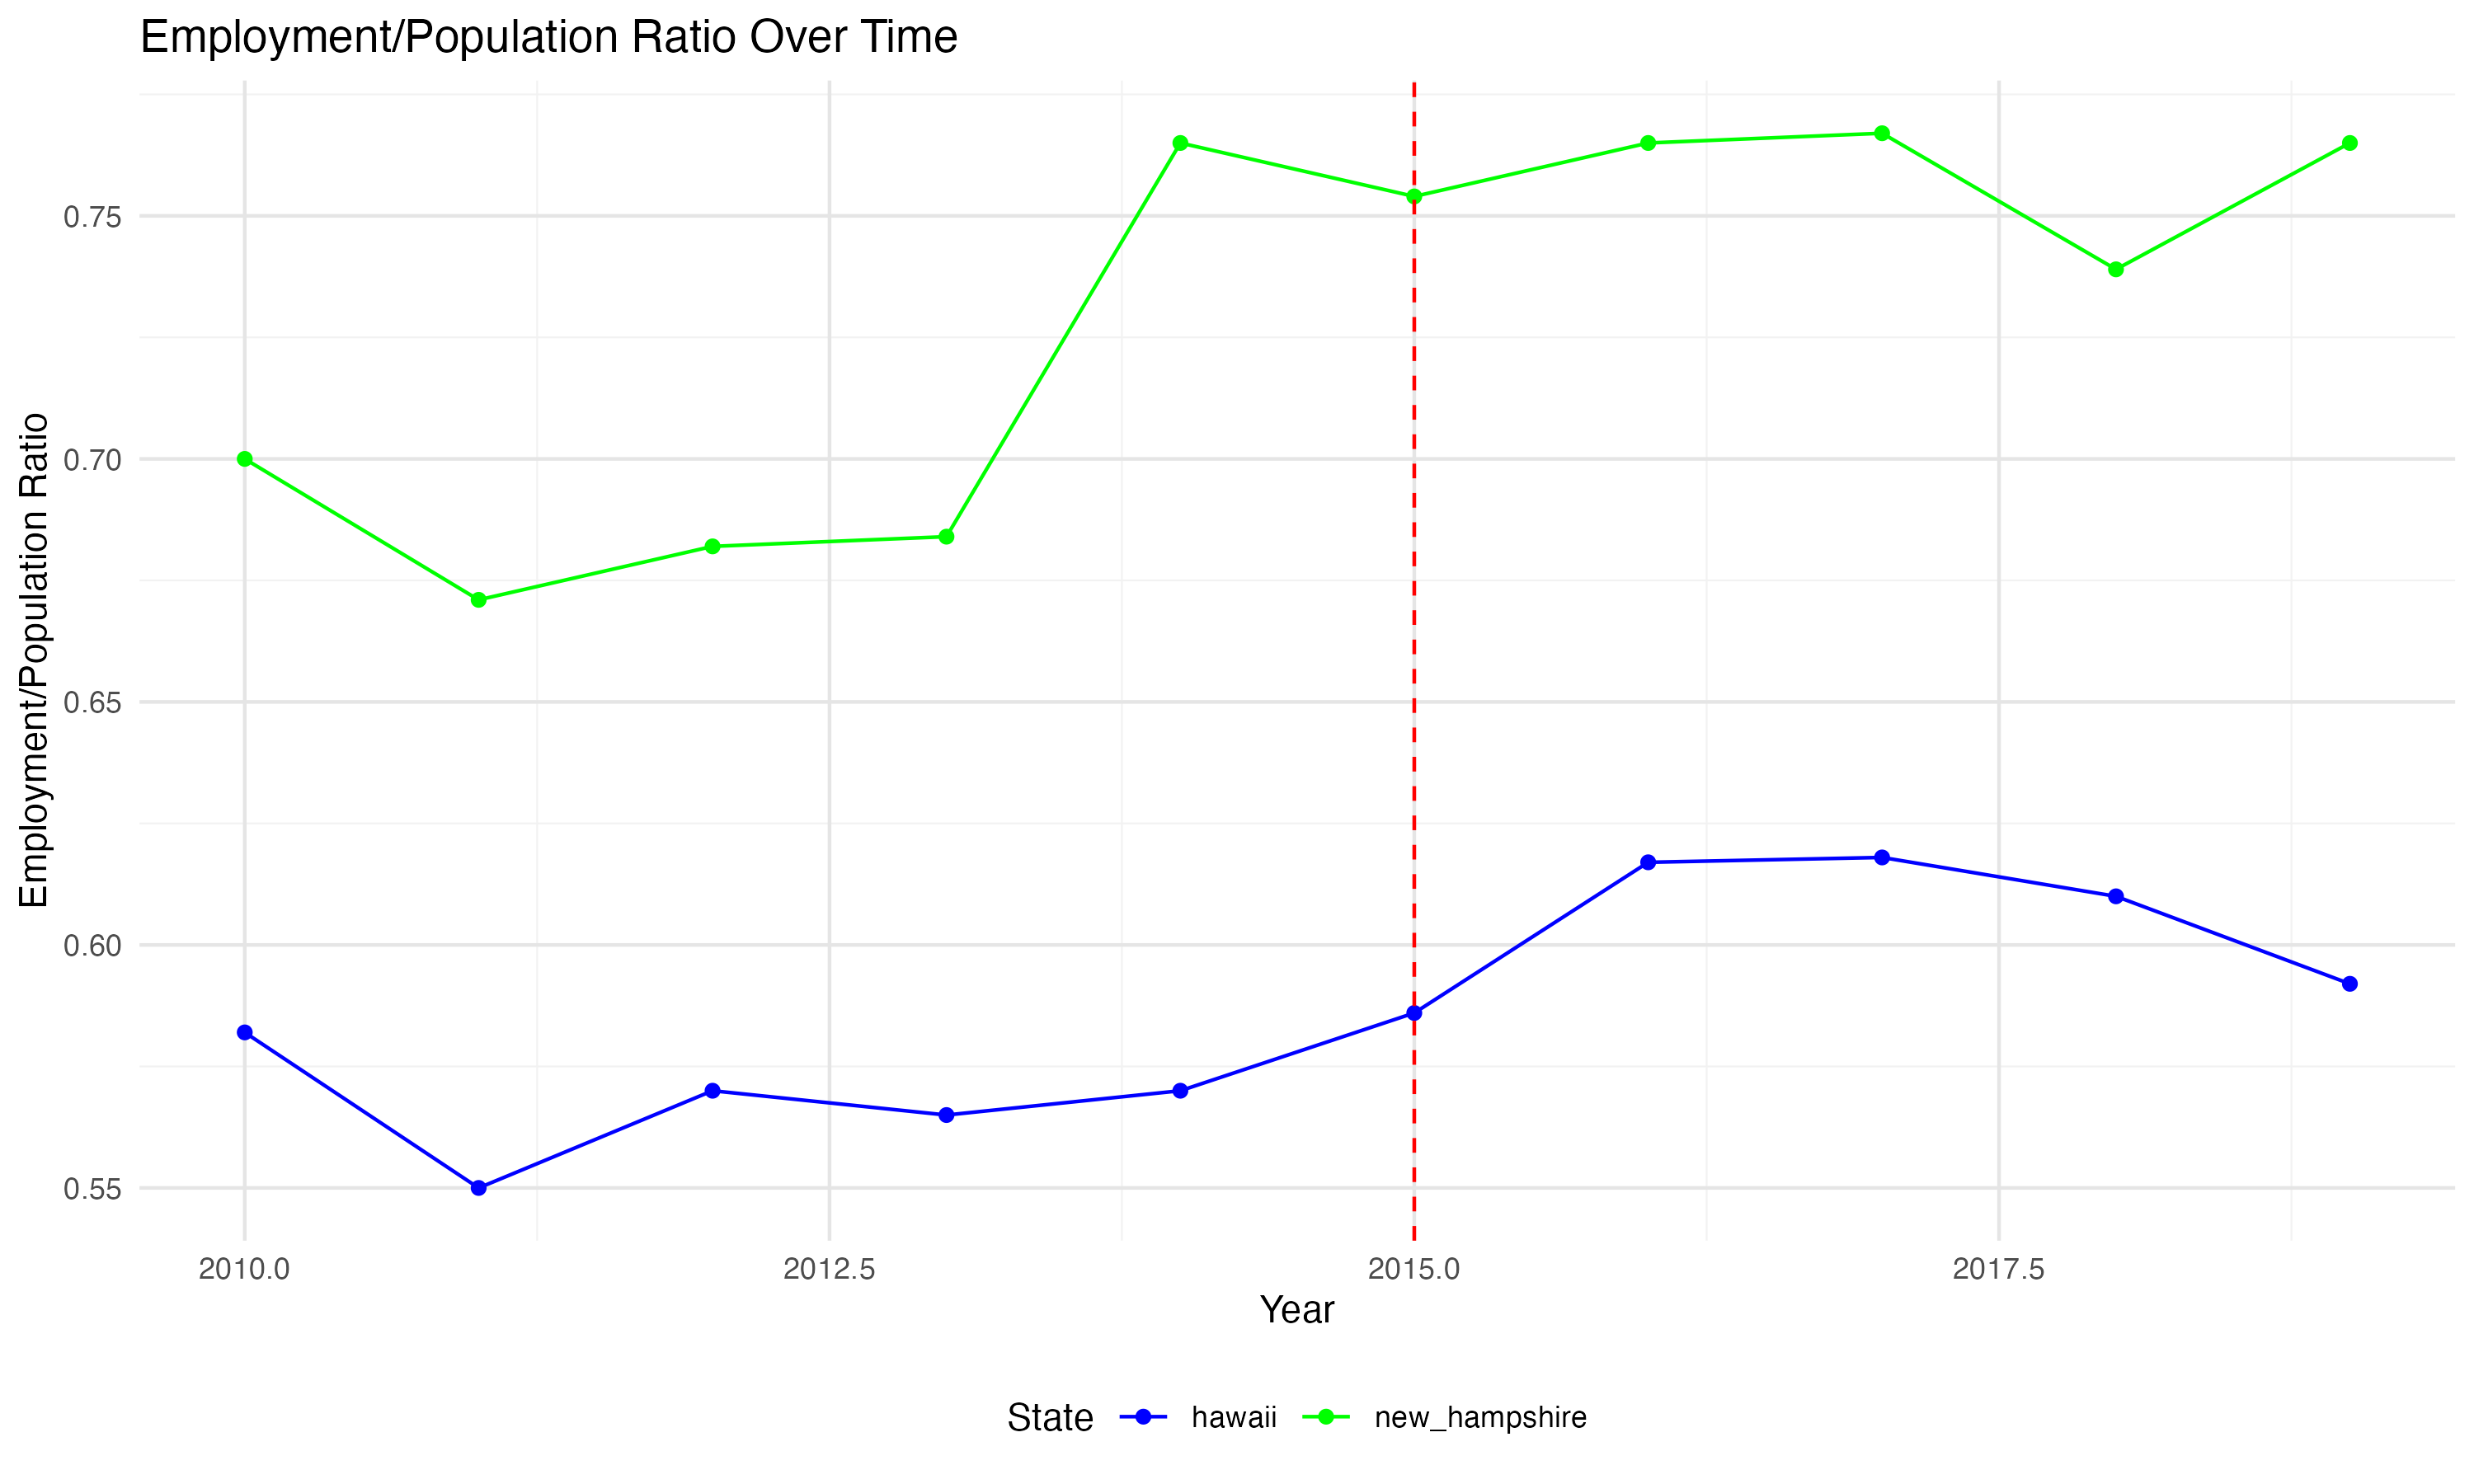 Employment/Population Ratio Over Time
Employment/Population Ratio
0.75
0.70
0.65
0.60
0.55
2010.0
2012.5
2015.0
2017.5
Year
State
hawaii
new_hampshire